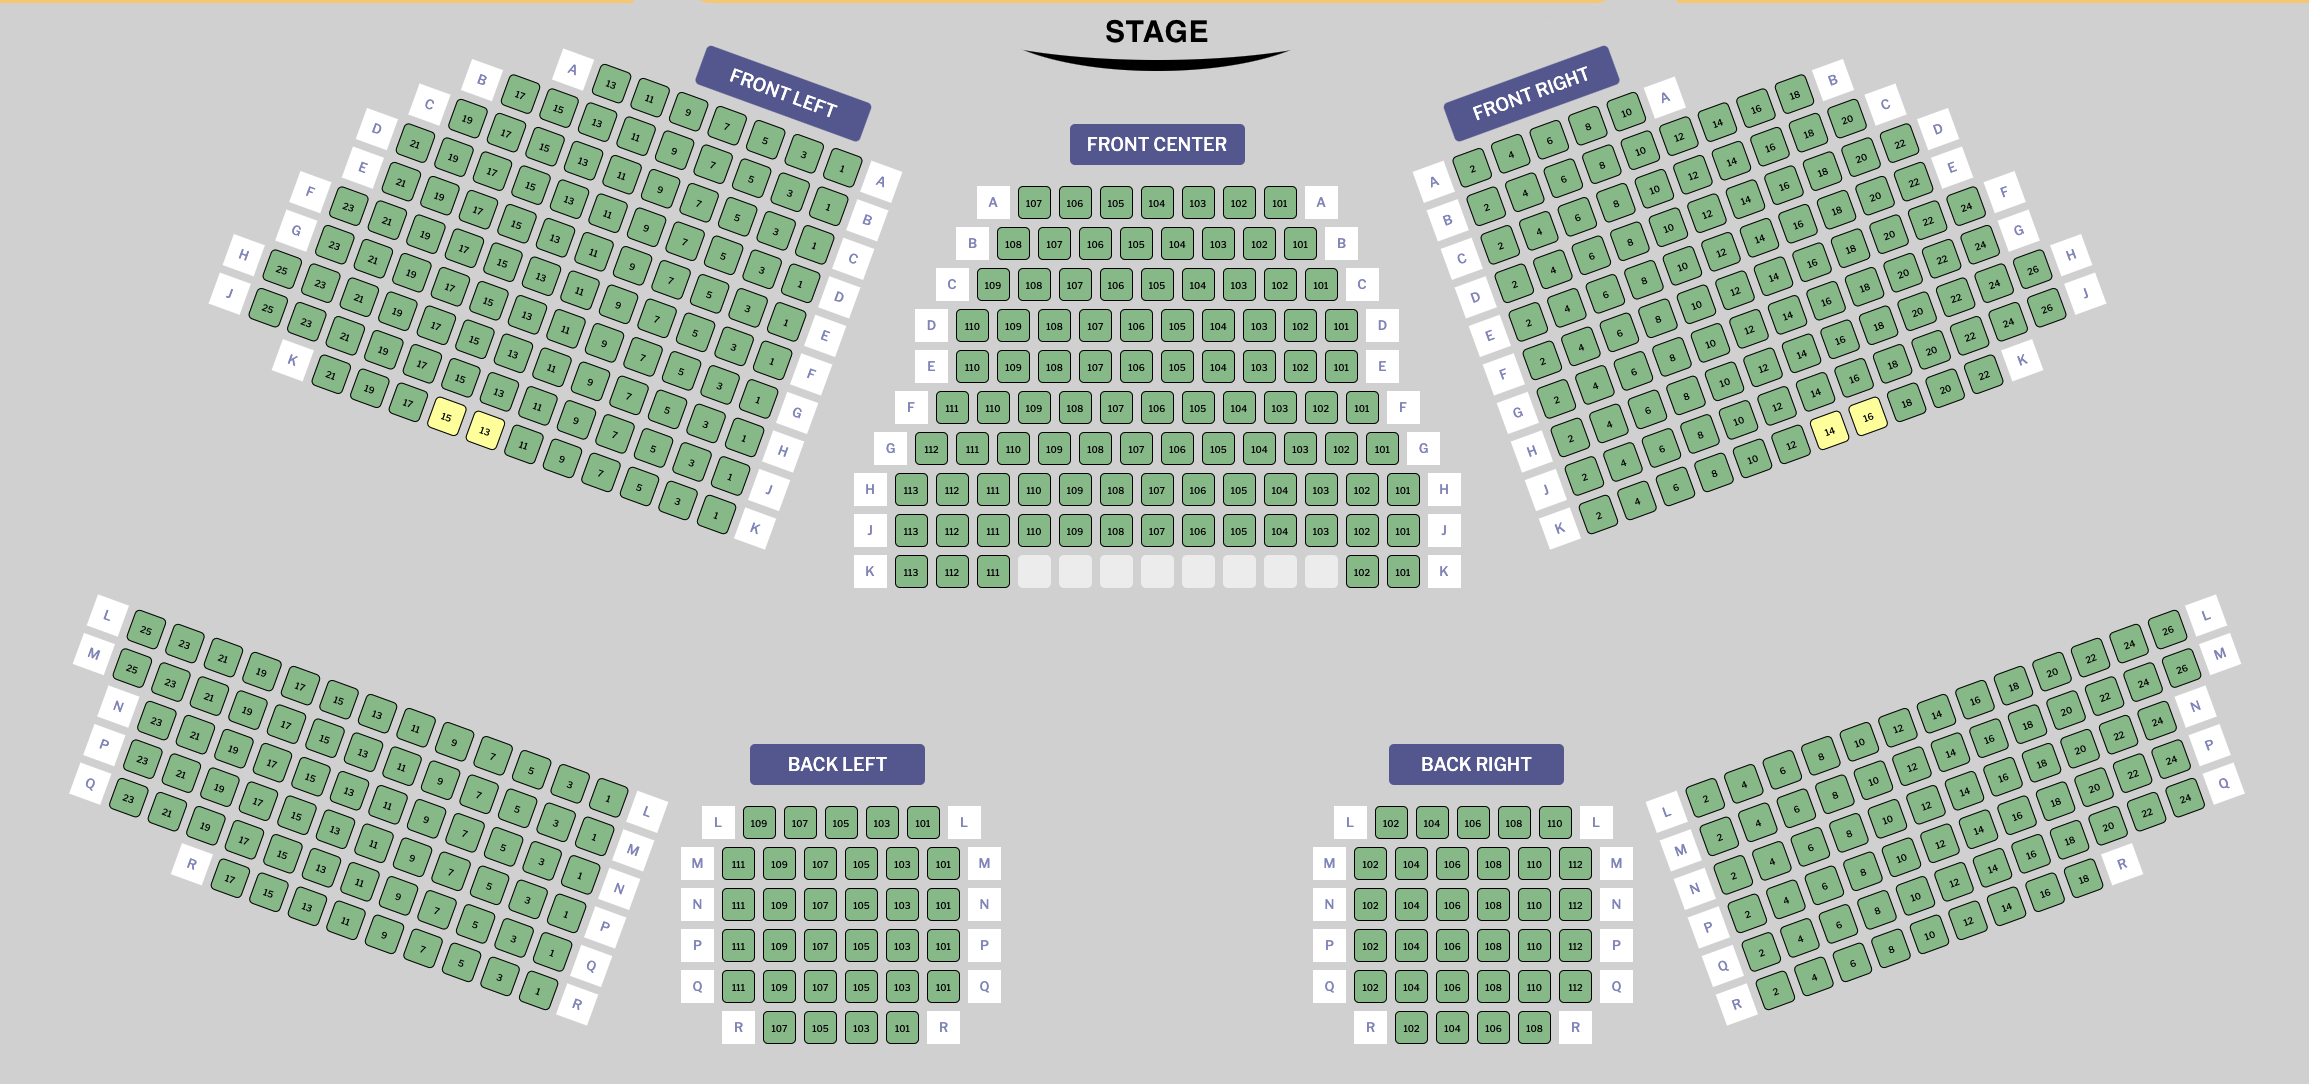 STAGE
FRONT LEFT
A 13 11 9 7 5 3 1 A
B 17 15 13 11 9 7 5 3 1 B
C 19 17 15 13 11 9 7 5 3 1 C
D 21 19 17 15 13 11 9 7 5 3 1 D
E 21 19 17 15 13 11 9 7 5 3 1 E
F 23 21 19 17 15 13 11 9 7 5 3 1 F
G 23 21 19 17 15 13 11 9 7 5 3 1 G
H 25 23 21 19 17 15 13 11 9 7 5 3 1 H
J 25 23 21 19 17 15 13 11 9 7 5 3 1 J
K 21 19 17 15 13 11 9 7 5 3 1 K
FRONT CENTER
A 107 106 105 104 103 102 101 A
B 108 107 106 105 104 103 102 101 B
C 109 108 107 106 105 104 103 102 101 C
D 110 109 108 107 106 105 104 103 102 101 D
E 110 109 108 107 106 105 104 103 102 101 E
F 111 110 109 108 107 106 105 104 103 102 101 F
G 112 111 110 109 108 107 106 105 104 103 102 101 G
H 113 112 111 110 109 108 107 106 105 104 103 102 101 H
J 113 112 111 110 109 108 107 106 105 104 103 102 101 J
K 113 112 111 102 101 K
FRONT RIGHT
A 2 4 6 8 10 A
B 2 4 6 8 10 12 14 16 18 B
C 2 4 6 8 10 12 14 16 18 20 C
D 2 4 6 8 10 12 14 16 18 20 22 D
E 2 4 6 8 10 12 14 16 18 20 22 E
F 2 4 6 8 10 12 14 16 18 20 22 24 F
G 2 4 6 8 10 12 14 16 18 20 22 24 G
H 2 4 6 8 10 12 14 16 18 20 22 24 26 H
J 2 4 6 8 10 12 14 16 18 20 22 24 26 J
K 2 4 6 8 10 12 14 16 18 20 22 K
L 25 23 21 19 17 15 13 11 9 7 5 3 1 L
M 25 23 21 19 17 15 13 11 9 7 5 3 1 M
N 23 21 19 17 15 13 11 9 7 5 3 1 N
P 23 21 19 17 15 13 11 9 7 5 3 1 P
Q 23 21 19 17 15 13 11 9 7 5 3 1 Q
R 17 15 13 11 9 7 5 3 1 R
BACK LEFT
L 109 107 105 103 101 L
M 111 109 107 105 103 101 M
N 111 109 107 105 103 101 N
P 111 109 107 105 103 101 P
Q 111 109 107 105 103 101 Q
R 107 105 103 101 R
BACK RIGHT
L 102 104 106 108 110 L
M 102 104 106 108 110 112 M
N 102 104 106 108 110 112 N
P 102 104 106 108 110 112 P
Q 102 104 106 108 110 112 Q
R 102 104 106 108 R
L 2 4 6 8 10 12 14 16 18 20 22 24 26 L
M 2 4 6 8 10 12 14 16 18 20 22 24 26 M
N 2 4 6 8 10 12 14 16 18 20 22 24 N
P 2 4 6 8 10 12 14 16 18 20 22 24 P
Q 2 4 6 8 10 12 14 16 18 20 22 24 Q
R 2 4 6 8 10 12 14 16 18 R